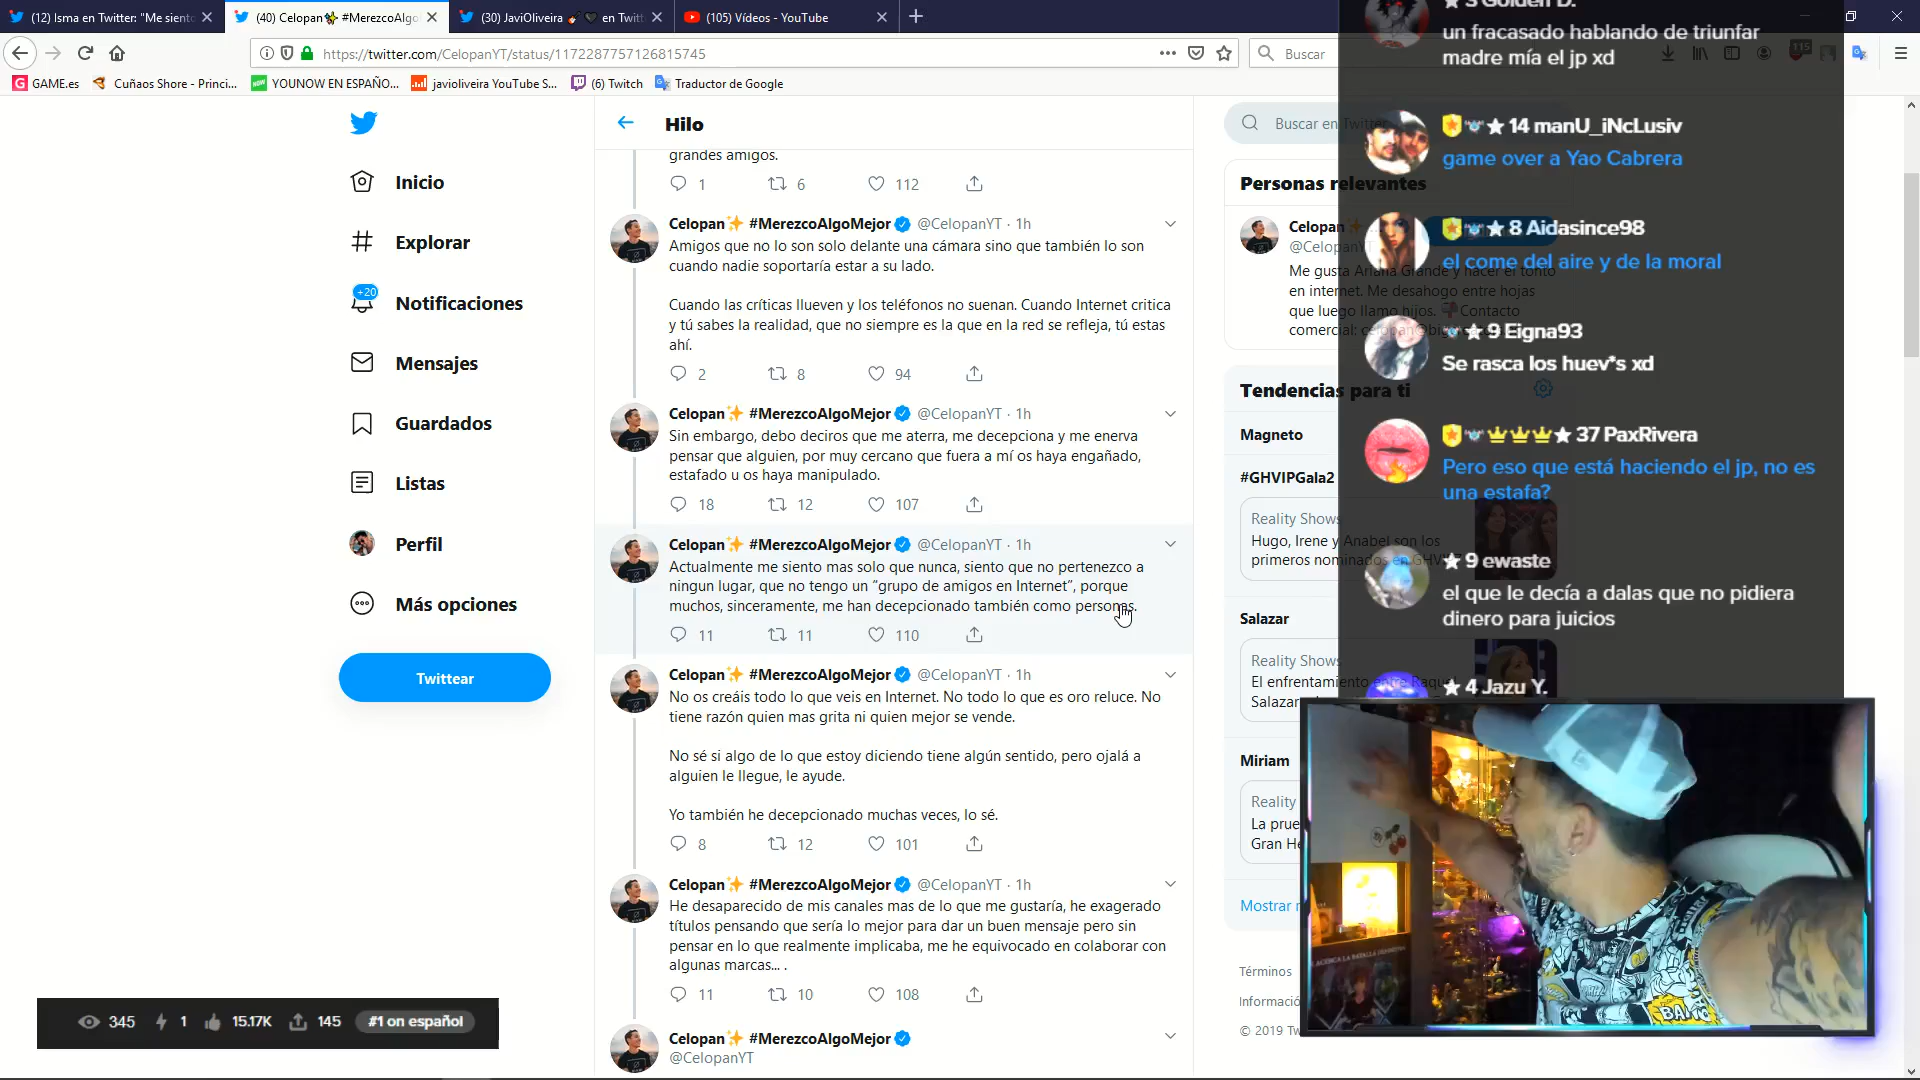 (12) Isma en Twitter: "Me siento
(40) Celopan✨ #MerezcoAlgo
(30) JaviOliveira 🎸🖤 en Twitt
(105) Vídeos - YouTube
https://twitter.com/CelopanYT/status/1172287757126815745
Buscar
115
GAME.es
Cuñaos Shore - Princi...
YOUNOW EN ESPAÑO...
javioliveira YouTube S...
(6) Twitch
Traductor de Google
Inicio
Explorar
+20
Notificaciones
Mensajes
Guardados
Listas
Perfil
Más opciones
Twittear
Hilo
grandes amigos.
1 6 112
Celopan✨ #MerezcoAlgoMejor @CelopanYT · 1h
Amigos que no lo son solo delante una cámara sino que también lo son
cuando nadie soportaría estar a su lado.
Cuando las críticas llueven y los teléfonos no suenan. Cuando Internet critica
y tú sabes la realidad, que no siempre es la que en la red se refleja, tú estas
ahí.
2 8 94
Celopan✨ #MerezcoAlgoMejor @CelopanYT · 1h
Sin embargo, debo deciros que me aterra, me decepciona y me enerva
pensar que alguien, por muy cercano que fuera a mí os haya engañado,
estafado u os haya manipulado.
18 12 107
Celopan✨ #MerezcoAlgoMejor @CelopanYT · 1h
Actualmente me siento mas solo que nunca, siento que no pertenezco a
ningun lugar, que no tengo un “grupo de amigos en Internet”, porque
muchos, sinceramente, me han decepcionado también como personas.
11 11 110
Celopan✨ #MerezcoAlgoMejor @CelopanYT · 1h
No os creáis todo lo que veis en Internet. No todo lo que es oro reluce. No
tiene razón quien mas grita ni quien mejor se vende.
No sé si algo de lo que estoy diciendo tiene algún sentido, pero ojalá a
alguien le llegue, le ayude.
Yo también he decepcionado muchas veces, lo sé.
8 12 101
Celopan✨ #MerezcoAlgoMejor @CelopanYT · 1h
He desaparecido de mis canales mas de lo que me gustaría, he exagerado
títulos pensando que sería lo mejor para dar un buen mensaje pero sin
pensar en lo que realmente implicaba, me he equivocado en colaborar con
algunas marcas... .
11 10 108
Celopan✨ #MerezcoAlgoMejor
@CelopanYT
Buscar en Twitter
Personas relevantes
Celopan
@CelopanYT
Me gusta Ariana Grande y hacer el tonto
en internet. Me desahogo entre hojas
que luego llamo hijos. Contacto
comercial:
Tendencias para ti
Magneto
#GHVIPGala2
Reality Shows
Hugo, Irene y Anabel son los
primeros nominados en
Salazar
Reality Shows
El enfrentamiento entre Raquel
Salazar
Miriam
Reality
La prue
Gran He
Mostrar
Términos
Informació
© 2019 Tw
3 Golden D.
un fracasado hablando de triunfar
madre mía el jp xd
14 manU_iNcLusiv
game over a Yao Cabrera
8 Aidasince98
el come del aire y de la moral
9 Eigna93
Se rasca los huev*s xd
37 PaxRivera
Pero eso que está haciendo el jp, no es
una estafa?
9 ewaste
el que le decía a dalas que no pidiera
dinero para juicios
4 Jazu Y.
345 1 15.17K 145 #1 on español